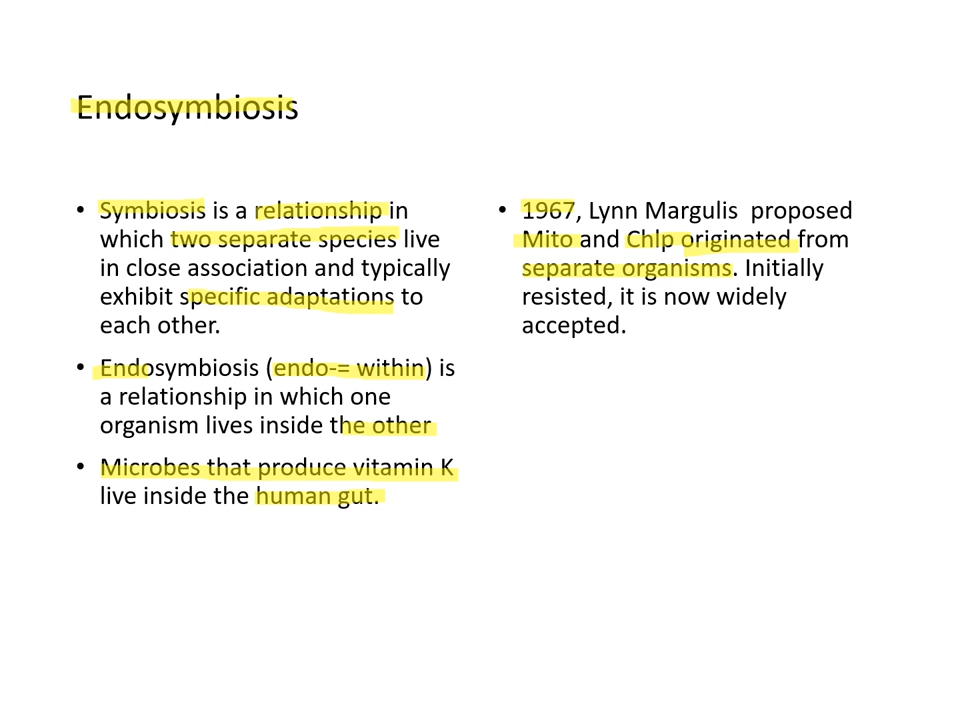 Endosymbiosis
• Symbiosis is a relationship in
which two separate species live
in close association and typically
exhibit specific adaptations to
each other.
• Endosymbiosis (endo-= within) is
a relationship in which one
organism lives inside the other
• Microbes that produce vitamin K
live inside the human gut.
• 1967, Lynn Margulis  proposed
Mito and Chlp originated from
separate organisms. Initially
resisted, it is now widely
accepted.